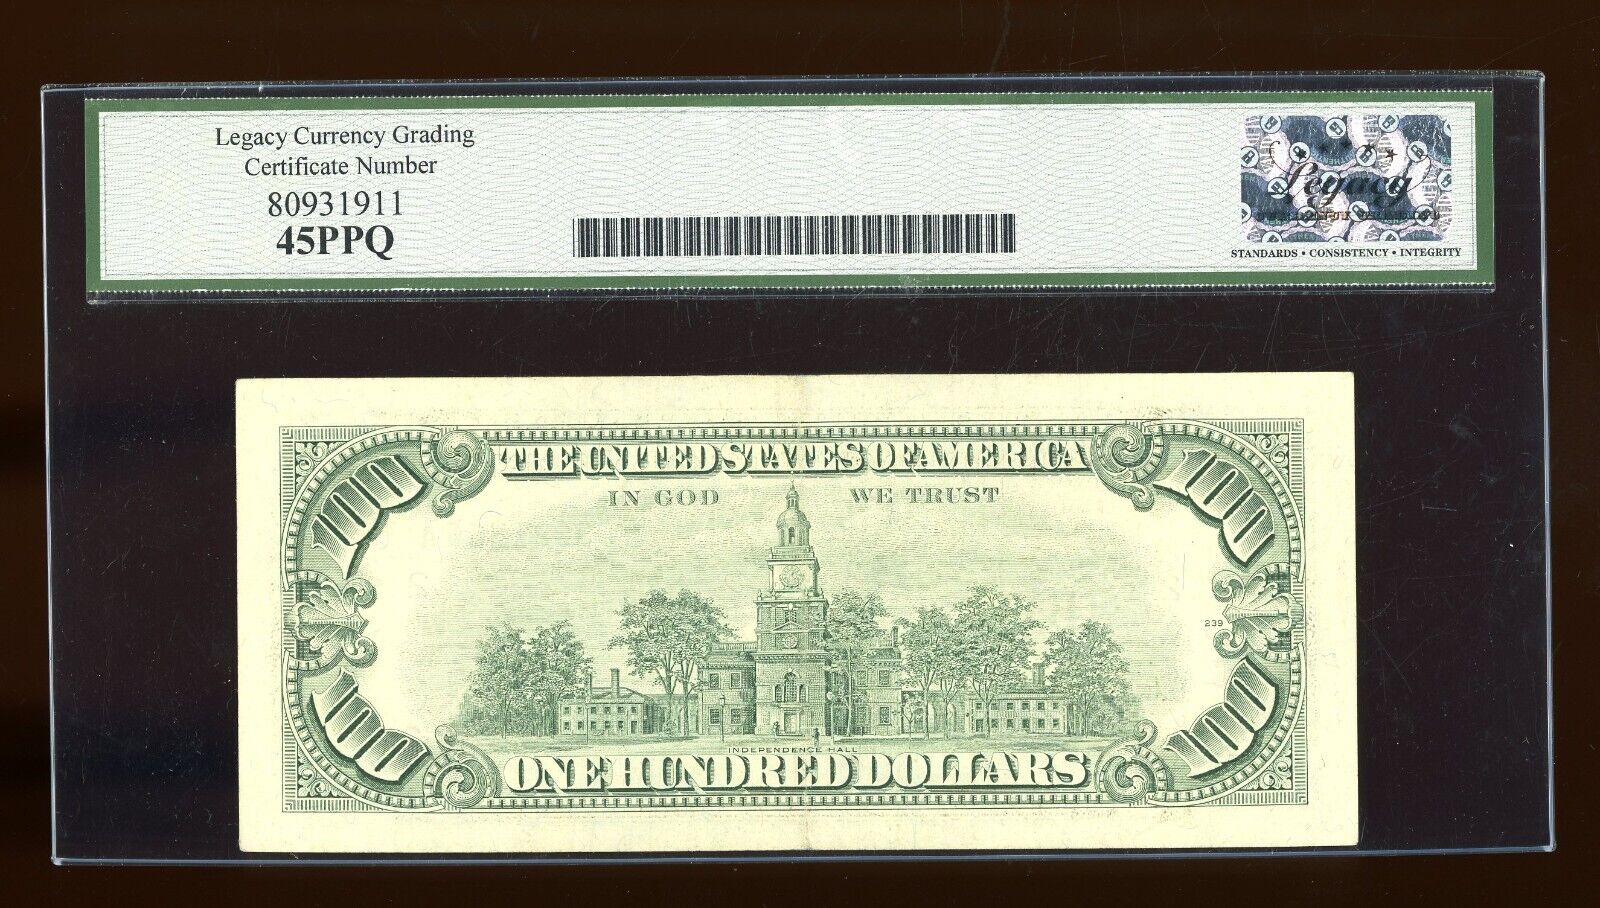 Legacy Currency Grading
Certificate Number
80931911
45PPQ
Legacy
STANDARDS • CONSISTENCY • INTEGRITY
100
100
THE UNITED STATES OF AMERICA
IN GOD WE TRUST
239
INDEPENDENCE HALL
100
100
ONE HUNDRED DOLLARS